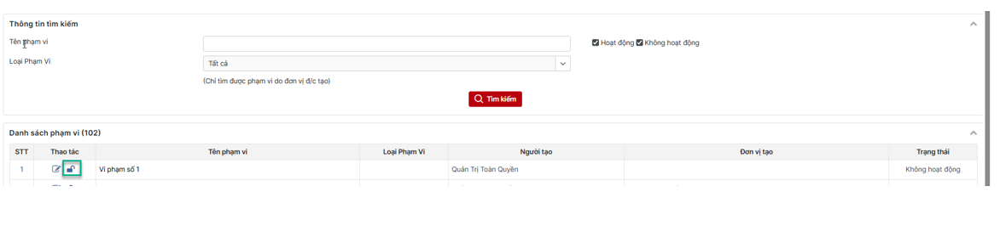 Thông tin tìm kiếm
Tên phạm vi
Hoạt động Không hoạt động
Loại Phạm Vi Tất cả
(Chỉ tìm được phạm vi do đơn vị đ/c tạo)
Tìm kiếm
Danh sách phạm vi (102)
STT Thao tác Tên phạm vi Loại Phạm Vi Người tạo Đơn vị tạo Trạng thái
1 Vi phạm số 1 Quản Trị Toàn Quyền Không hoạt động